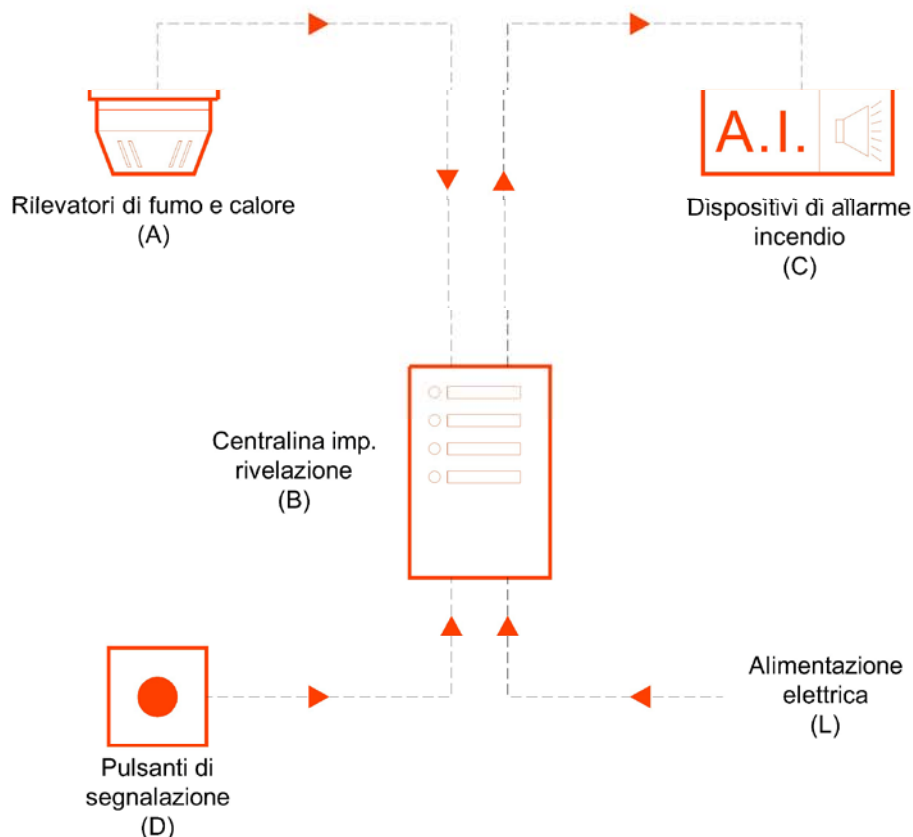 A.I.
Rilevatori di fumo e calore
(A)
Dispositivi di allarme
incendio
(C)
Centralina imp.
rivelazione
(B)
Alimentazione
elettrica
(L)
Pulsanti di
segnalazione
(D)